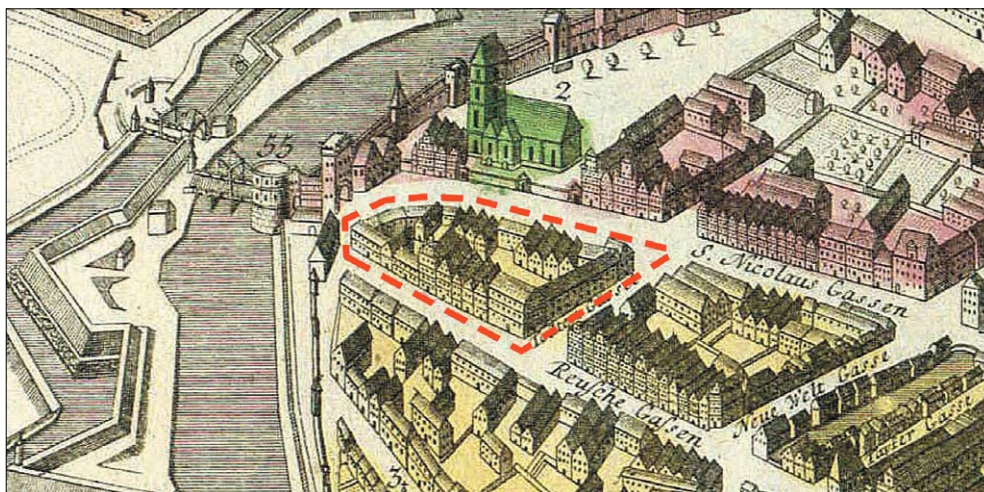 2
55
S. Nicolaus Gassen
Reusche Gassen
Neue Welt Gasse
3